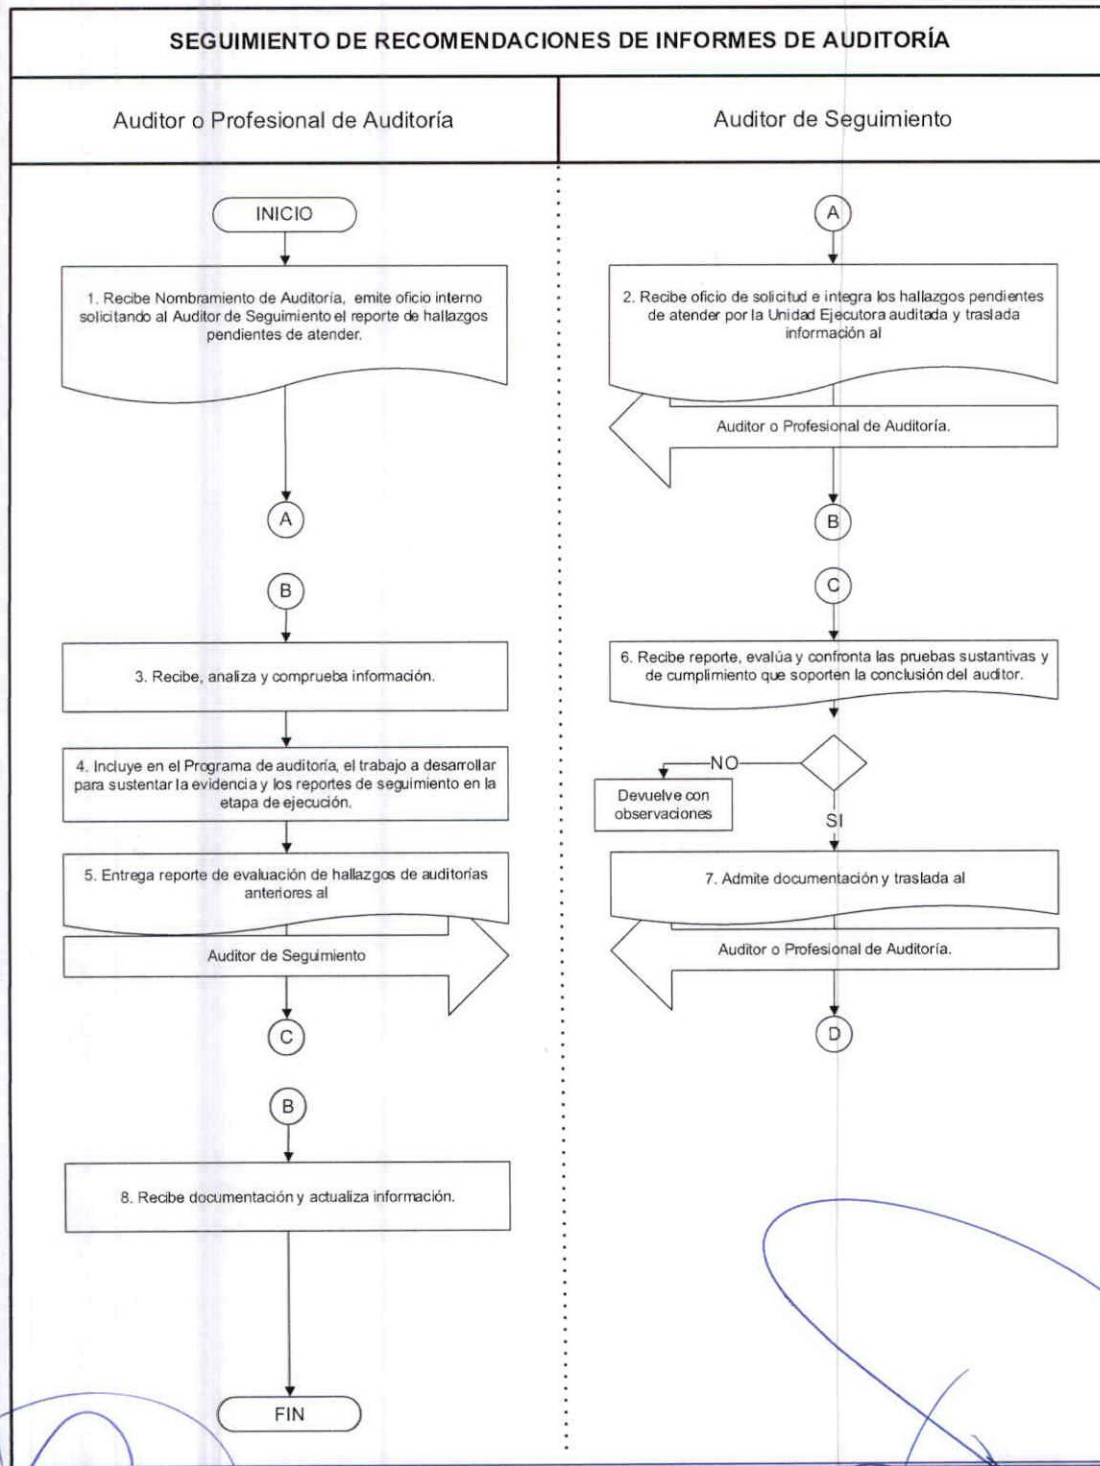 SEGUIMIENTO DE RECOMENDACIONES DE INFORMES DE AUDITORÍA
Auditor o Profesional de Auditoría
Auditor de Seguimiento
INICIO
1. Recibe Nombramiento de Auditoría, emite oficio interno
solicitando al Auditor de Seguimiento el reporte de hallazgos
pendientes de atender.
A
A
2. Recibe oficio de solicitud e integra los hallazgos pendientes
de atender por la Unidad Ejecutora auditada y traslada
información al
Auditor o Profesional de Auditoría.
B
B
3. Recibe, analiza y comprueba información.
4. Incluye en el Programa de auditoría, el trabajo a desarrollar
para sustentar la evidencia y los reportes de seguimiento en la
etapa de ejecución.
5. Entrega reporte de evaluación de hallazgos de auditorías
anteriores al
Auditor de Seguimiento
C
C
6. Recibe reporte, evalúa y confronta las pruebas sustantivas y
de cumplimiento que soporten la conclusión del auditor.
NO
Devuelve con
observaciones
SI
7. Admite documentación y traslada al
Auditor o Profesional de Auditoría.
D
B
8. Recibe documentación y actualiza información.
FIN